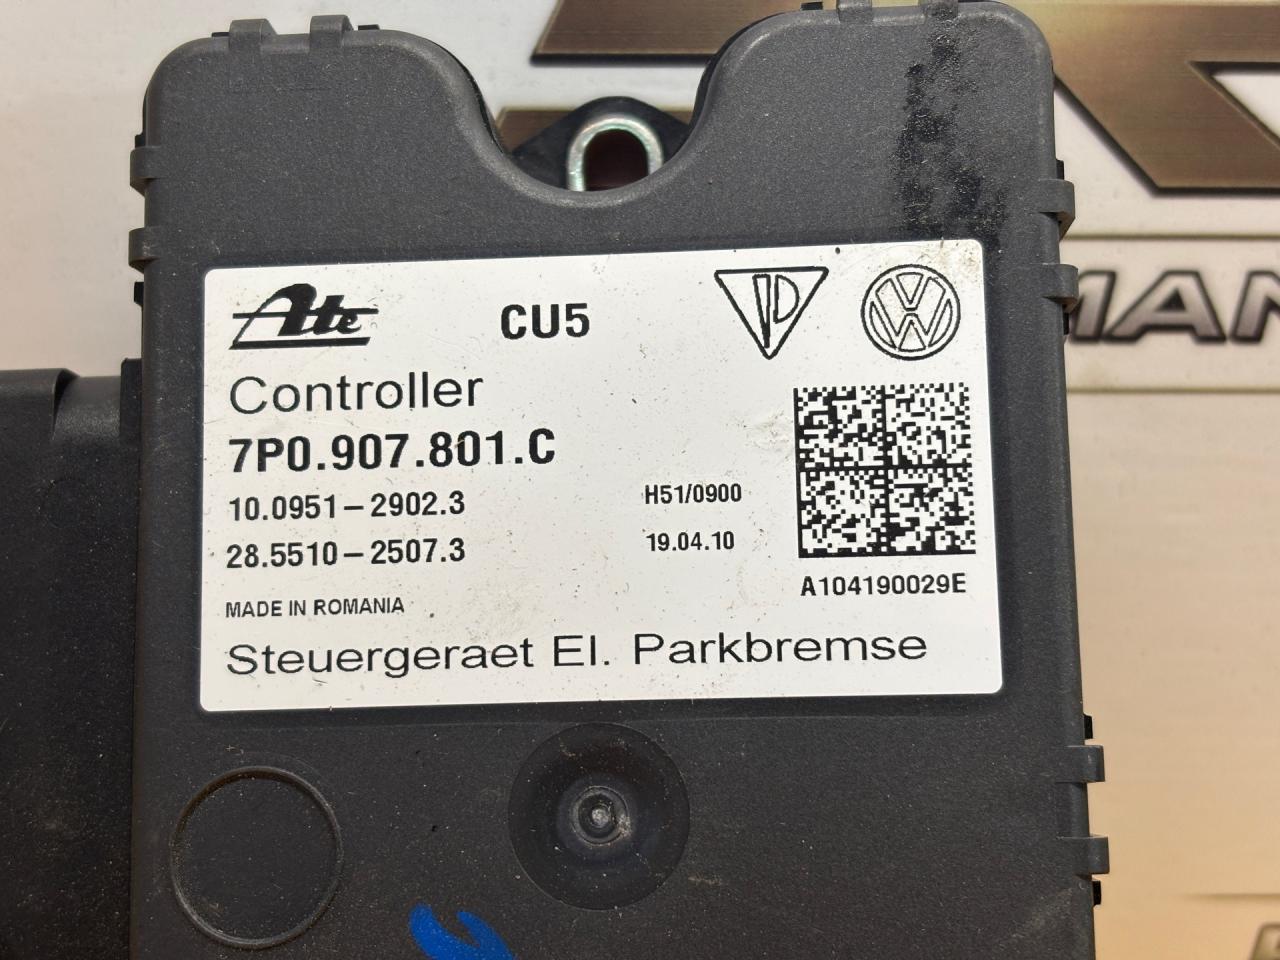 Ate
CU5
Controller
7P0.907.801.C
10.0951-2902.3
H51/0900
28.5510-2507.3
19.04.10
A104190029E
MADE IN ROMANIA
Steuergeraet El. Parkbremse
MAN